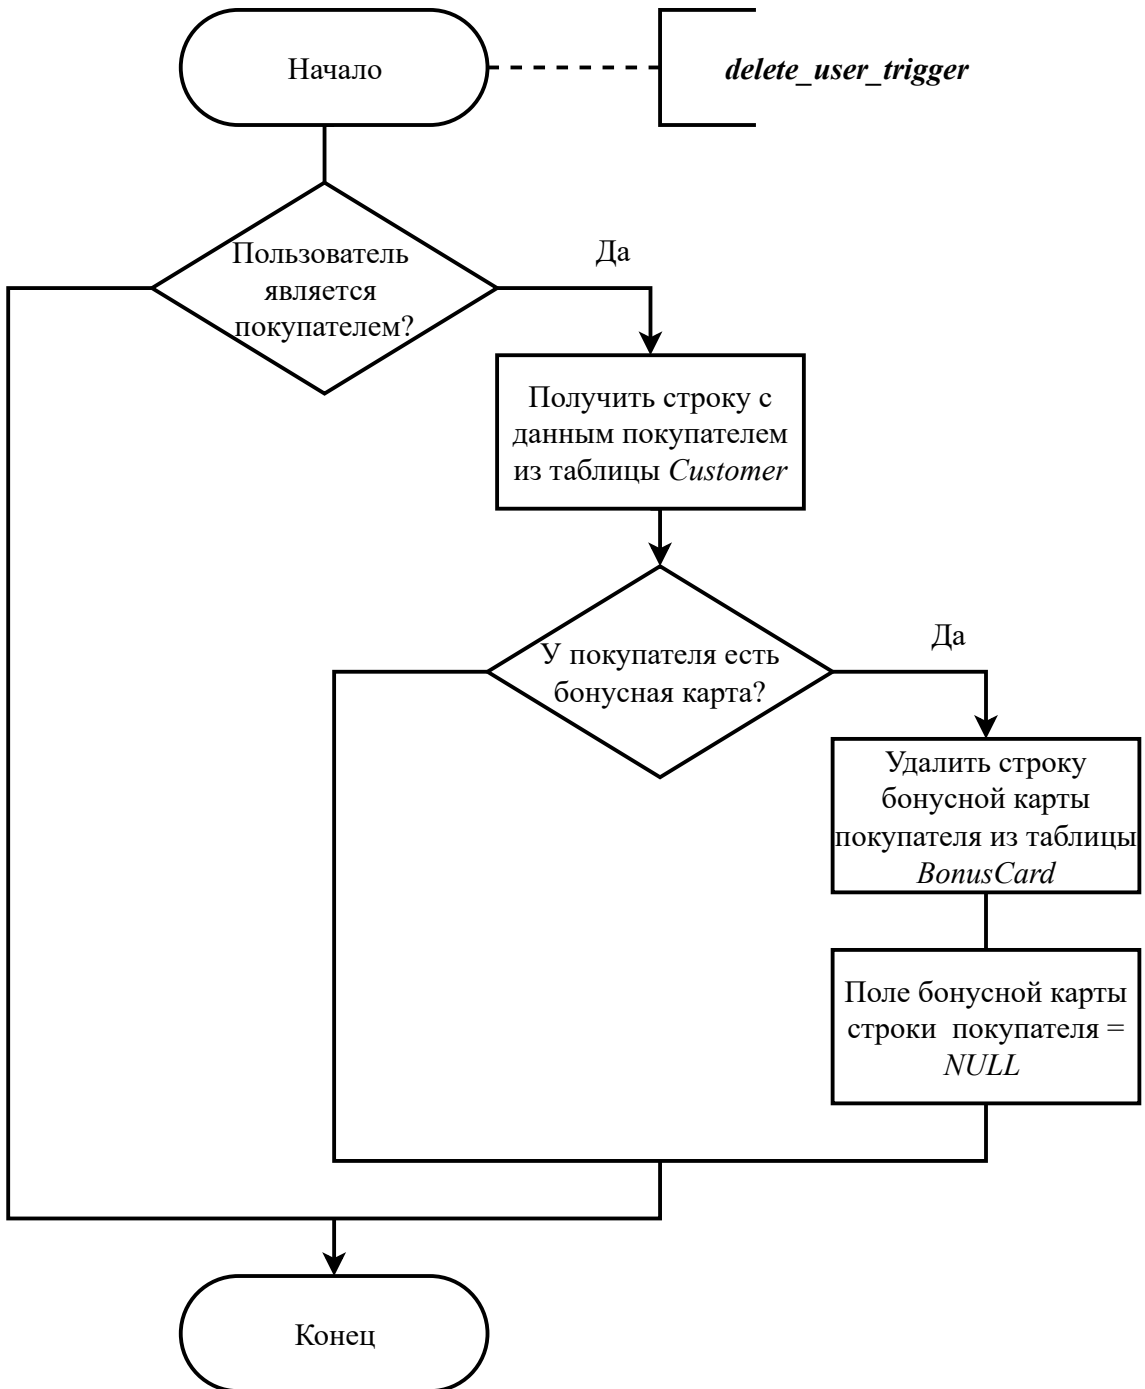 Начало
delete_user_trigger
Пользователь
является
покупателем?
Да
Получить строку с
данным покупателем
из таблицы Customer
У покупателя есть
бонусная карта?
Да
Удалить строку
бонусной карты
покупателя из таблицы
BonusCard
Поле бонусной карты
строки покупателя =
NULL
Конец